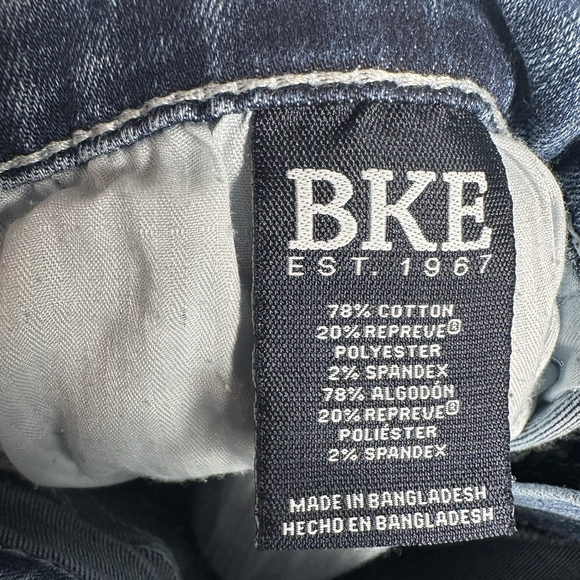 BKE
EST. 1967
78% COTTON
20% REPREVE®
POLYESTER
2% SPANDEX
78% ALGODÓN
20% REPREVE®
POLIÉSTER
2% SPANDEX
MADE IN BANGLADESH
HECHO EN BANGLADESH